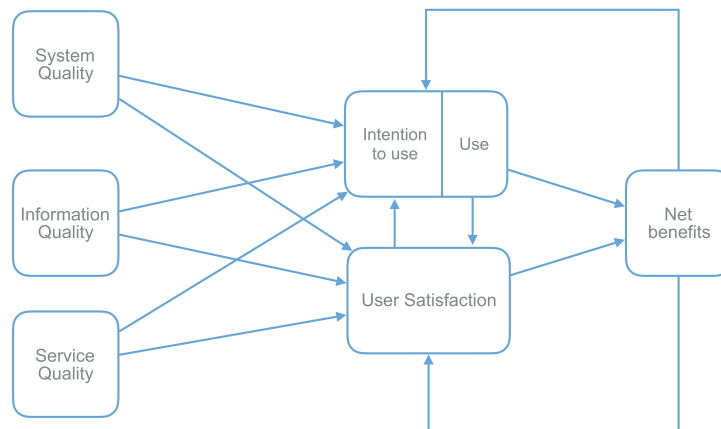 System
Quality
Intention
to use
Use
Information
Quality
Net
benefits
User Satisfaction
Service
Quality